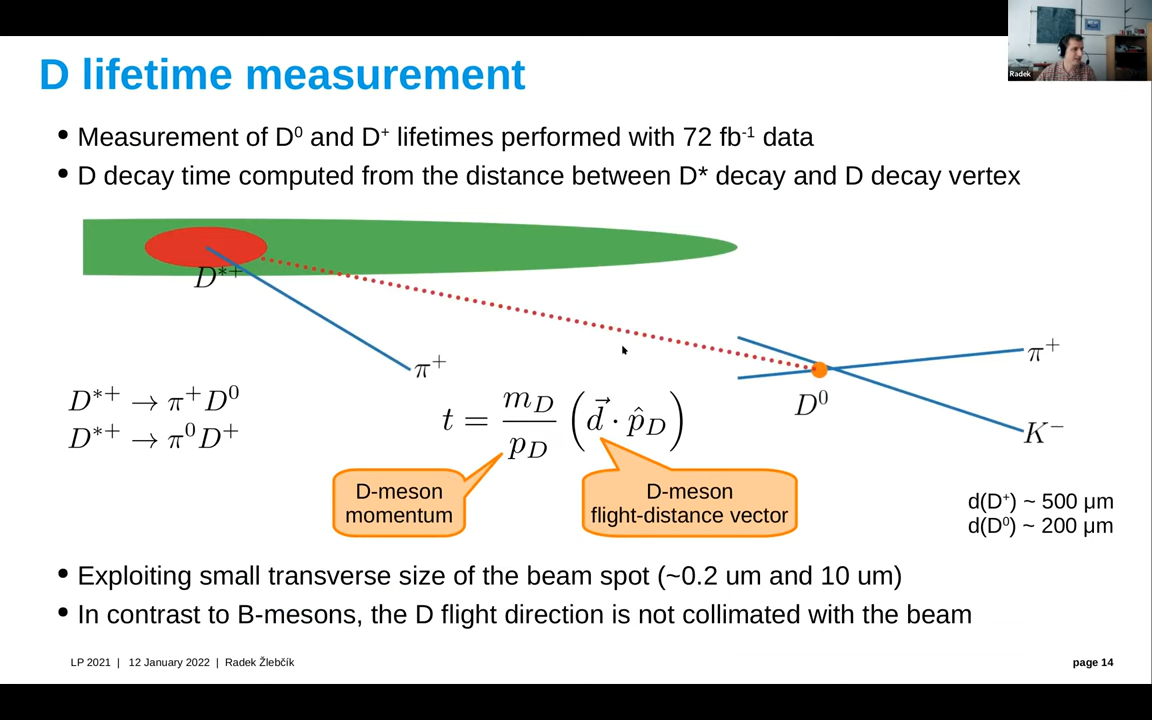 Radek
D lifetime measurement
• Measurement of D⁰ and D⁺ lifetimes performed with 72 fb⁻¹ data
• D decay time computed from the distance between D* decay and D decay vertex
D*⁺
π⁺
π⁺
D⁰
K⁻
D*⁺ → π⁺D⁰
D*⁺ → π⁰D⁺
t = m_D / p_D (d⃗ · p̂_D)
D-meson
momentum
D-meson
flight-distance vector
d(D⁺) ~ 500 μm
d(D⁰) ~ 200 μm
• Exploiting small transverse size of the beam spot (~0.2 um and 10 um)
• In contrast to B-mesons, the D flight direction is not collimated with the beam
LP 2021 | 12 January 2022 | Radek Žlebčík
page 14